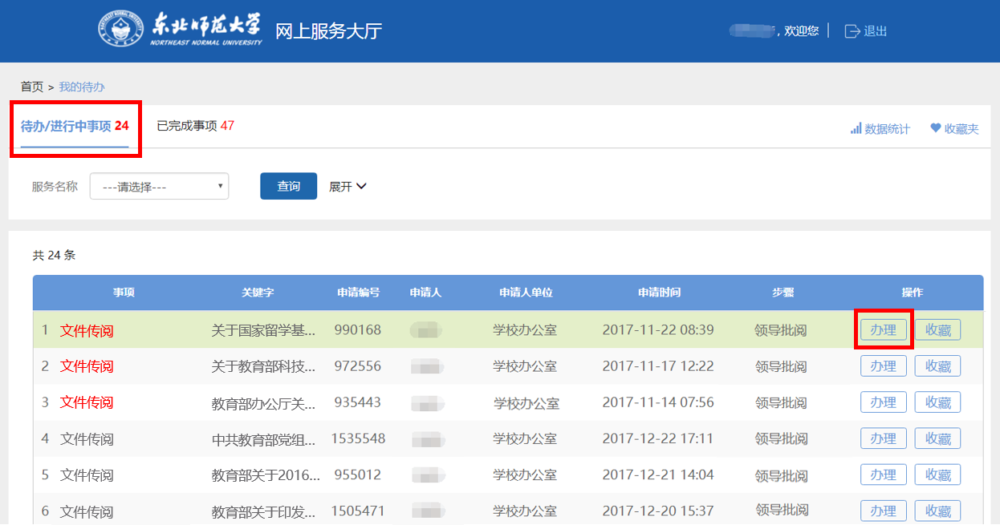 东北师范大学
NORTHEAST NORMAL UNIVERSITY
网上服务大厅
, 欢迎您
退出
首页 > 我的待办
待办/进行中事项 24
已完成事项 47
数据统计
收藏夹
服务名称 ---请选择--- 查询 展开
共 24 条
事项 关键字 申请编号 申请人 申请人单位 申请时间 步骤 操作
1 文件传阅 关于国家留学基... 990168 学校办公室 2017-11-22 08:39 领导批阅 办理 收藏
2 文件传阅 关于教育部科技... 972556 学校办公室 2017-11-17 12:22 领导批阅 办理 收藏
3 文件传阅 教育部办公厅关... 935443 学校办公室 2017-11-14 07:56 领导批阅 办理 收藏
4 文件传阅 中共教育部党组... 1535548 学校办公室 2017-12-22 17:11 领导批阅 办理 收藏
5 文件传阅 教育部关于2016... 955012 学校办公室 2017-12-21 14:04 领导批阅 办理 收藏
6 文件传阅 教育部关于印发... 1505471 学校办公室 2017-12-20 15:37 领导批阅 办理 收藏